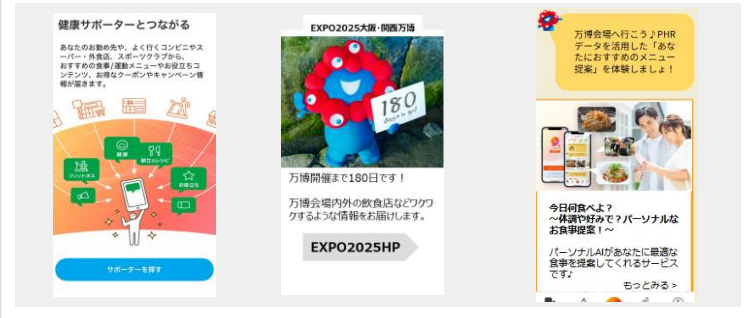 健康サポーターとつながる
あなたのお勤め先や、よく行くコンビニやス
ーパー・外食店、スポーツクラブから、
おすすめの食事/運動メニューやお役立ちコ
ンテンツ、お得なクーポンやキャンペーン情
報が届きます。
健康
献立&レシピ
フィットネス
お役立ち
サポーターを探す
EXPO2025大阪・関西万博
180
days to go!
万博開催まで180日です！
万博会場内外の飲食店などワクワ
クするような情報をお届けします。
EXPO2025HP
万博会場へ行こう♪PHR
データを活用した「あな
たにおすすめのメニュー
提案」を体験しましょ！
今日何食べよ？
～体調や好みで？パーソナルな
お食事提案！～
パーソナルAIがあなたに最適な
食事を提案してくれるサービス
です♪
もっとみる >